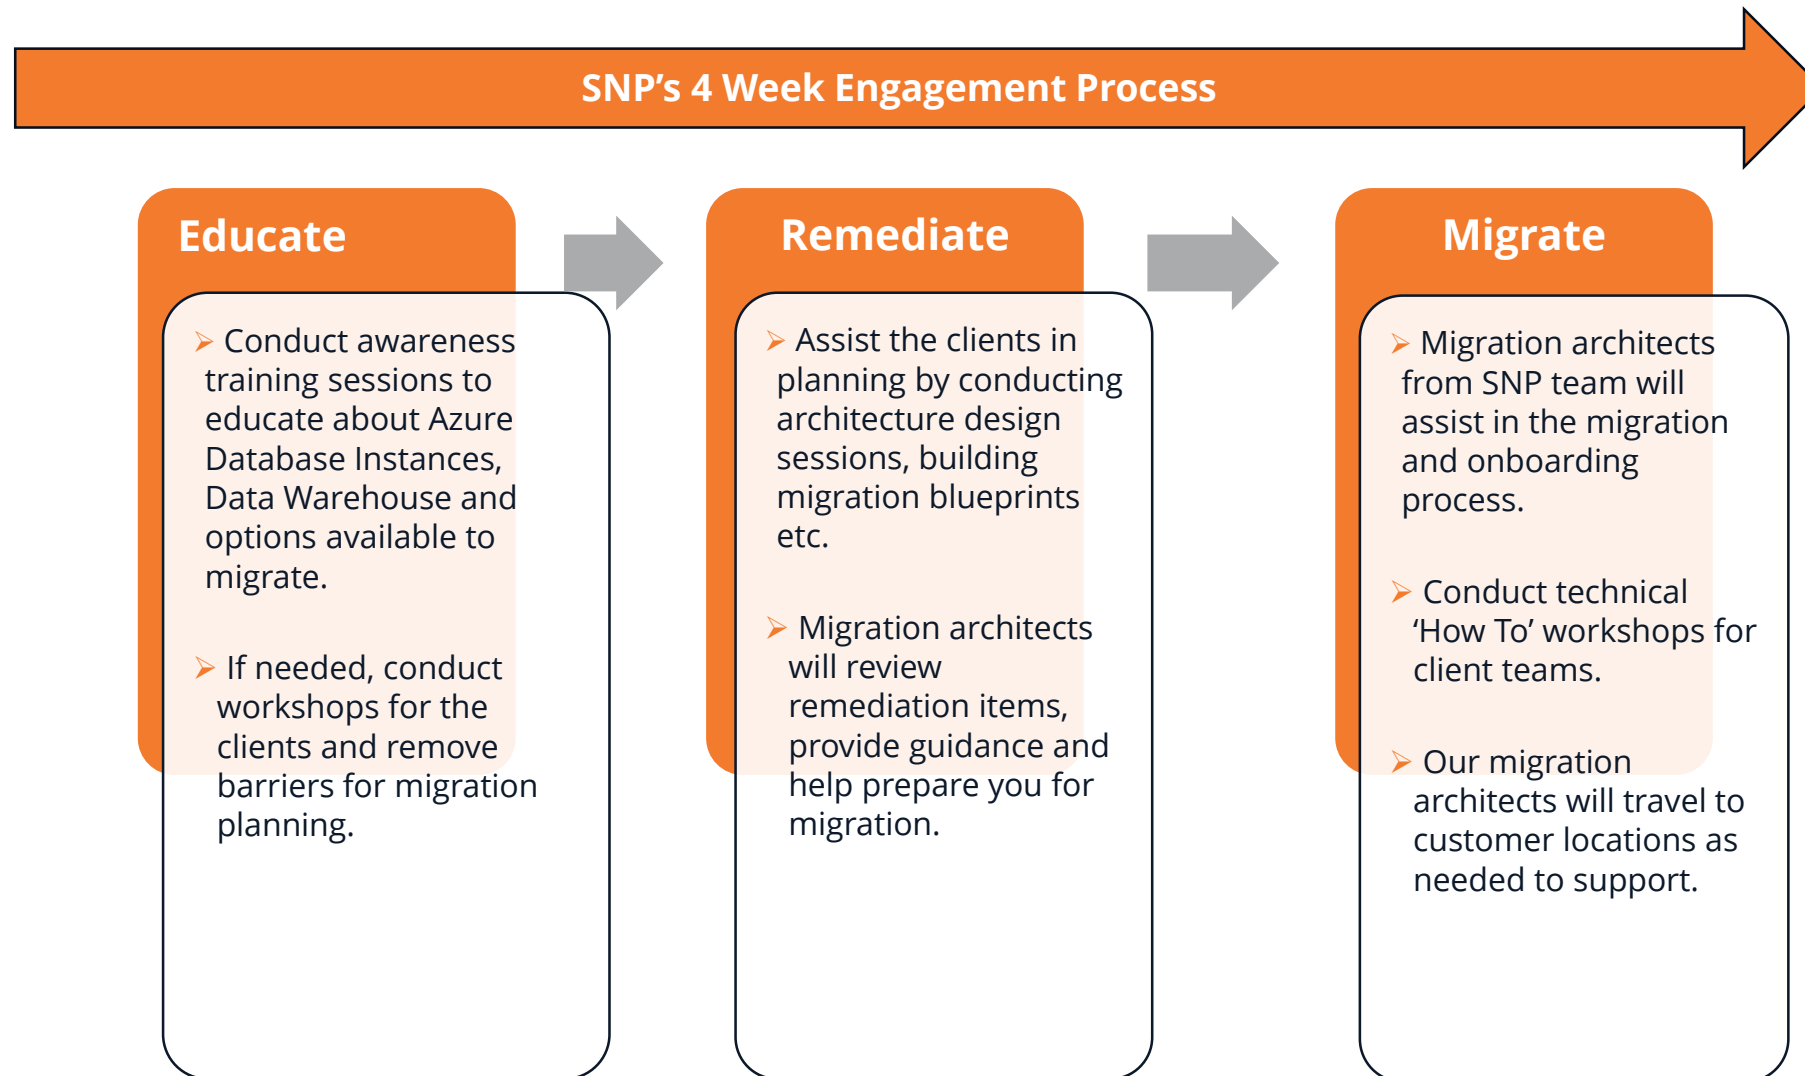 SNP’s 4 Week Engagement Process
Educate
➢ Conduct awareness
training sessions to
educate about Azure
Database Instances,
Data Warehouse and
options available to
migrate.
➢ If needed, conduct
workshops for the
clients and remove
barriers for migration
planning.
Remediate
➢ Assist the clients in
planning by conducting
architecture design
sessions, building
migration blueprints
etc.
➢ Migration architects
will review
remediation items,
provide guidance and
help prepare you for
migration.
Migrate
➢ Migration architects
from SNP team will
assist in the migration
and onboarding
process.
➢ Conduct technical
‘How To’ workshops for
client teams.
➢ Our migration
architects will travel to
customer locations as
needed to support.